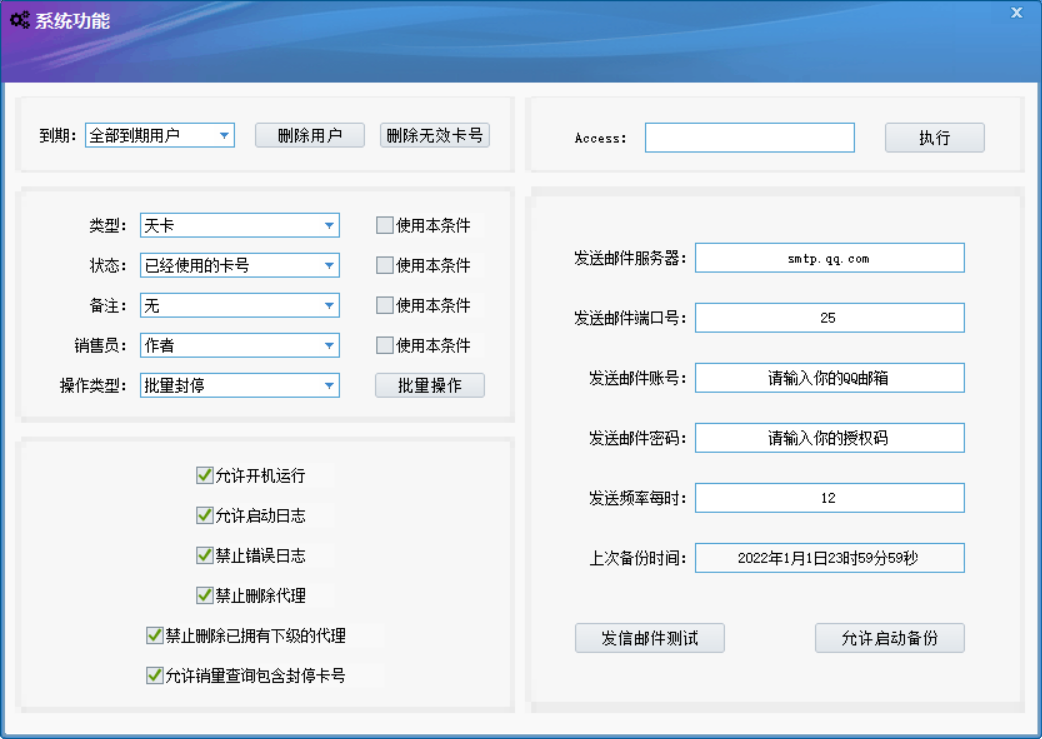 系统功能
到期: 全部到期用户 删除用户 删除无效卡号
Access: 执行
类型: 天卡 使用本条件
状态: 已经使用的卡号 使用本条件
备注: 无 使用本条件
销售员: 作者 使用本条件
操作类型: 批量封停 批量操作
允许开机运行
允许启动日志
禁止错误日志
禁止删除代理
禁止删除已拥有下级的代理
允许销量查询包含封停卡号
发送邮件服务器: smtp.qq.com
发送邮件端口号: 25
发送邮件账号: 请输入你的QQ邮箱
发送邮件密码: 请输入你的授权码
发送频率每时: 12
上次备份时间: 2022年1月1日23时59分59秒
发信邮件测试 允许启动备份